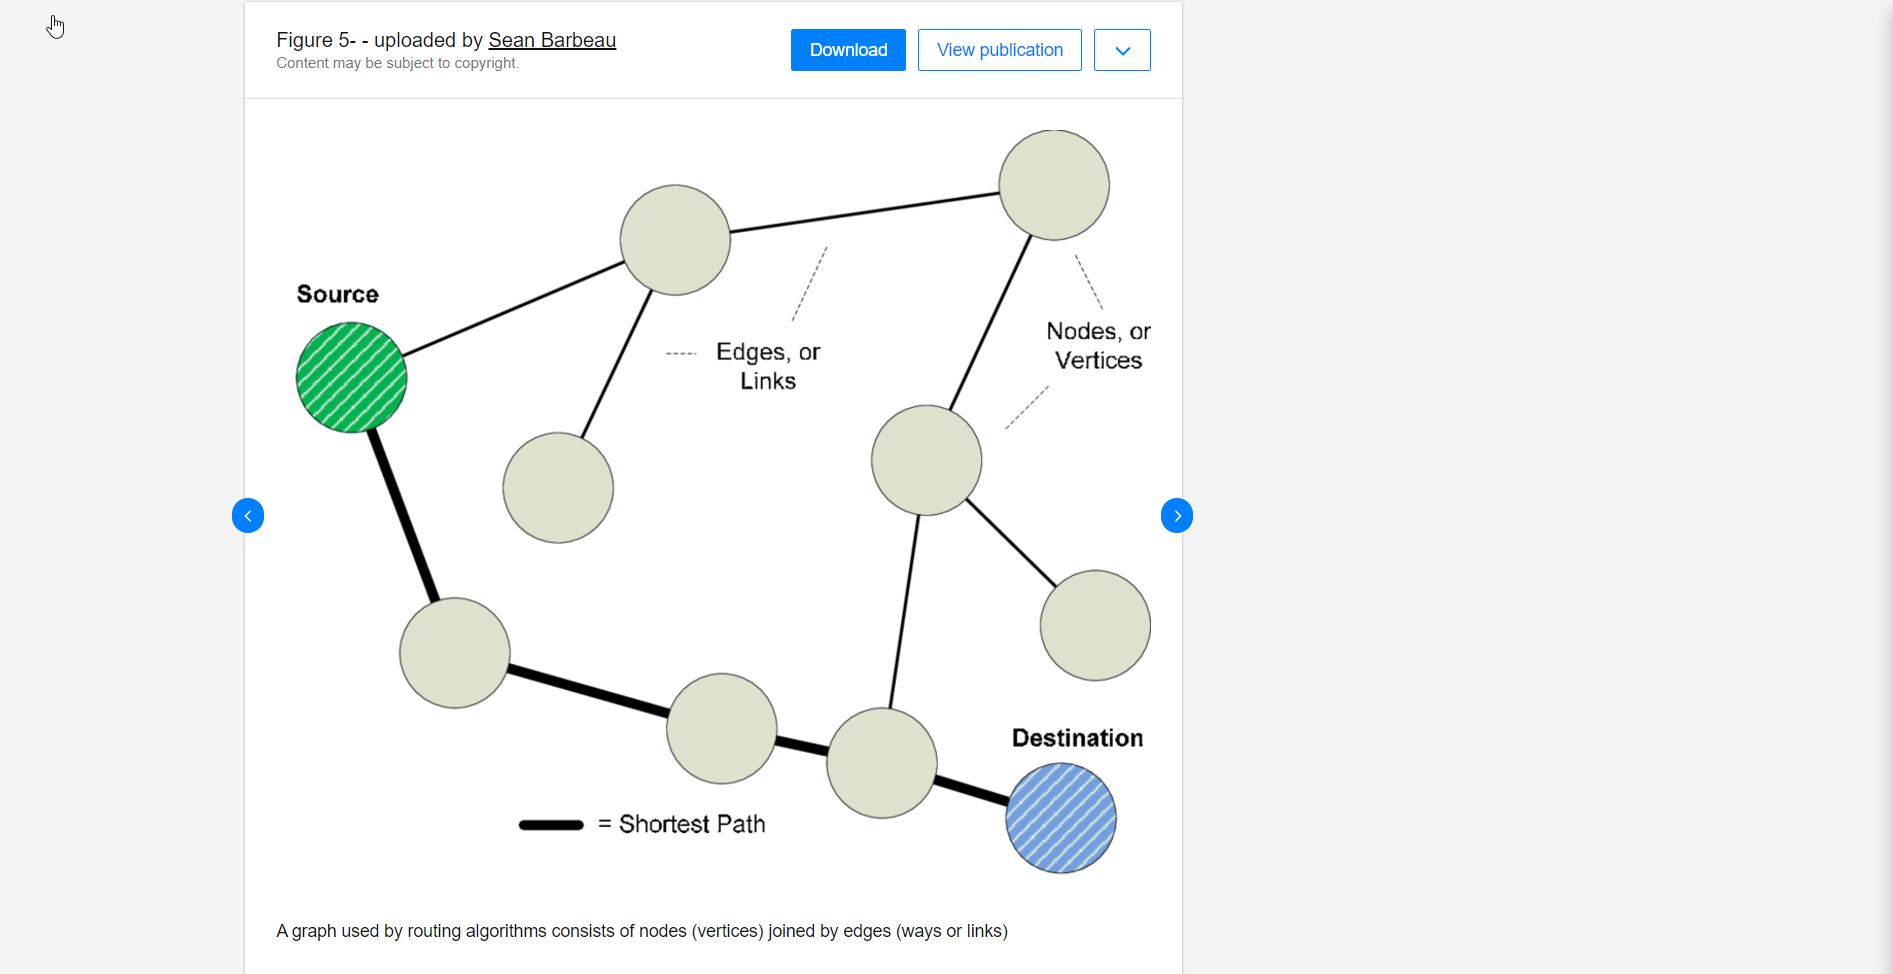 Figure 5- - uploaded by Sean Barbeau
Content may be subject to copyright.
Download
View publication
Source
Edges, or
Links
Nodes, or
Vertices
Destination
= Shortest Path
A graph used by routing algorithms consists of nodes (vertices) joined by edges (ways or links)